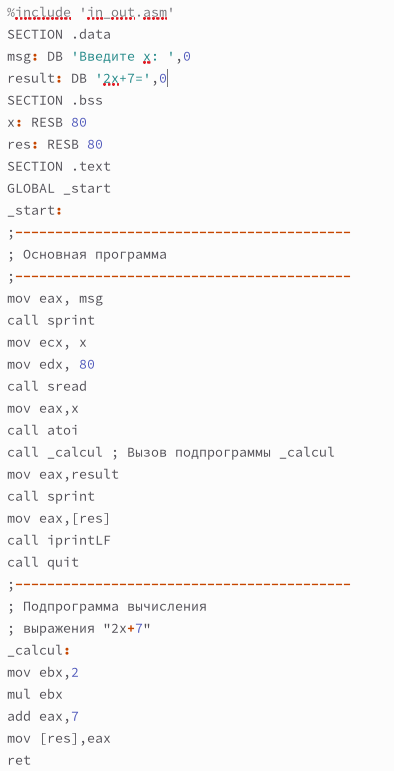 %include 'in_out.asm'
SECTION .data
msg: DB 'Введите x: ',0
result: DB '2x+7=',0
SECTION .bss
x: RESB 80
res: RESB 80
SECTION .text
GLOBAL _start
_start:
;------------------------------------------
; Основная программа
;------------------------------------------
mov eax, msg
call sprint
mov ecx, x
mov edx, 80
call sread
mov eax,x
call atoi
call _calcul ; Вызов подпрограммы _calcul
mov eax,result
call sprint
mov eax,[res]
call iprintLF
call quit
;------------------------------------------
; Подпрограмма вычисления
; выражения "2x+7"
_calcul:
mov ebx,2
mul ebx
add eax,7
mov [res],eax
ret